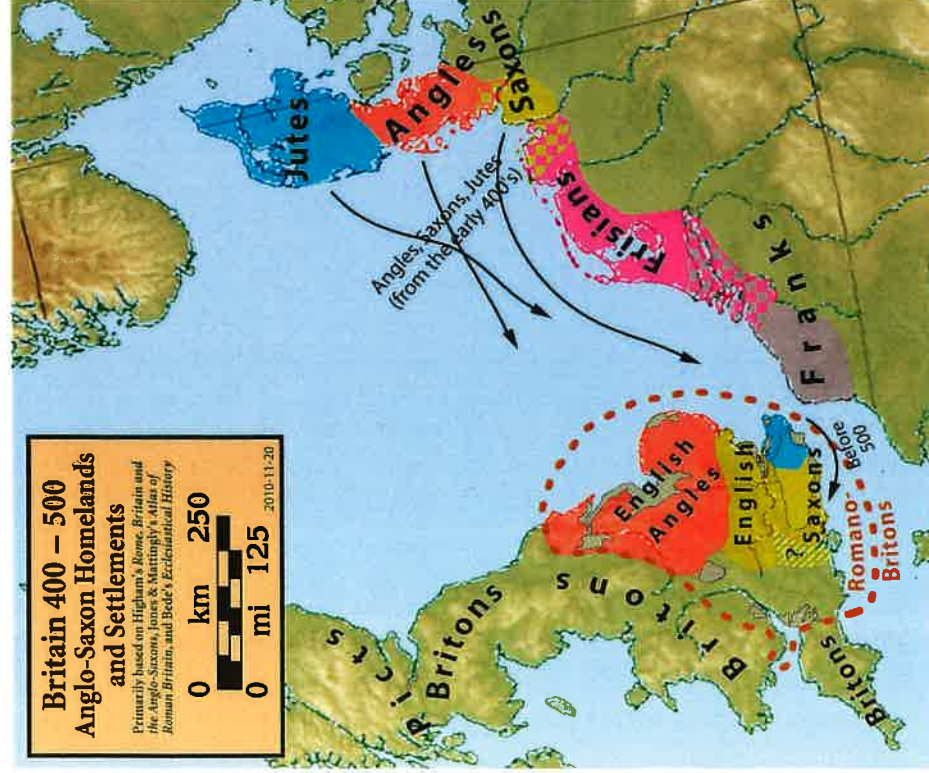 Britain 400 – 500
Anglo-Saxon Homelands
and Settlements
Primarily based on Higham's Rome, Britain and
the Anglo-Saxons, Jones & Mattingly's Atlas of
Roman Britain, and Bede's Ecclesiastical History
0 km 250
0 mi 125
2010-11-20
Jutes
Angles
Saxons
Angles, Saxons, Jutes
(from the early 400's)
Frisians
Franks
Picts
Britons
Britons
Britons
English
Angles
English
Saxons
?
Before
500
Romano-
Britons